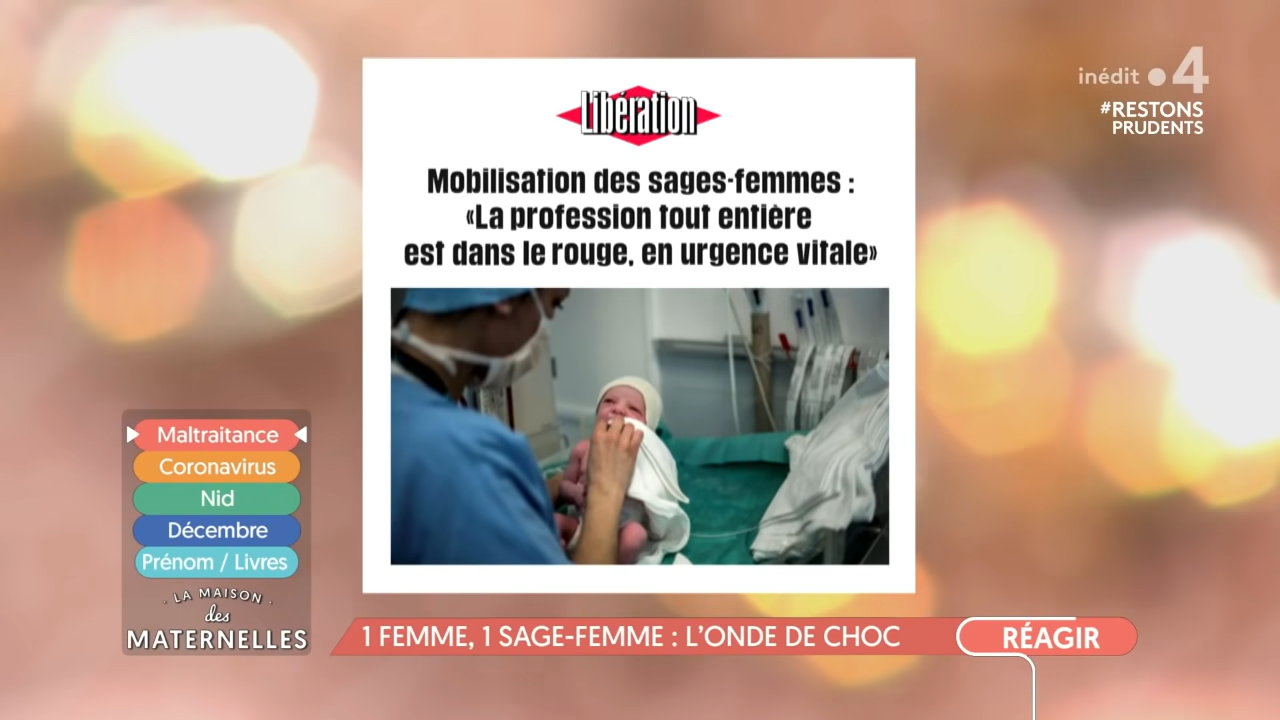 inédit 4
#RESTONS
PRUDENTS
Libération
Mobilisation des sages-femmes :
«La profession tout entière
est dans le rouge, en urgence vitale»
Maltraitance
Coronavirus
Nid
Décembre
Prénom / Livres
. LA MAISON .
des
MATERNELLES
1 FEMME, 1 SAGE-FEMME : L'ONDE DE CHOC
RÉAGIR